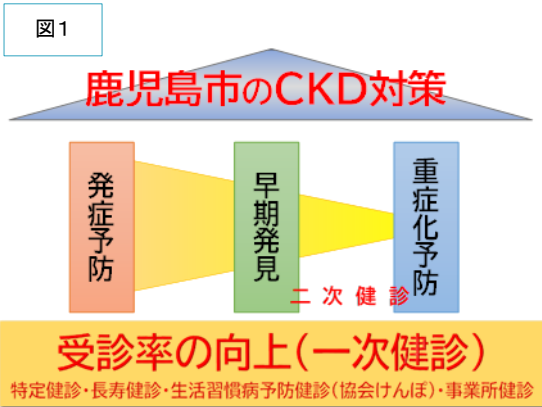 図１
鹿児島市のCKD対策
発症予防
早期発見
重症化予防
二次健診
受診率の向上(一次健診)
特定健診・長寿健診・生活習慣病予防健診(協会けんぽ)・事業所健診